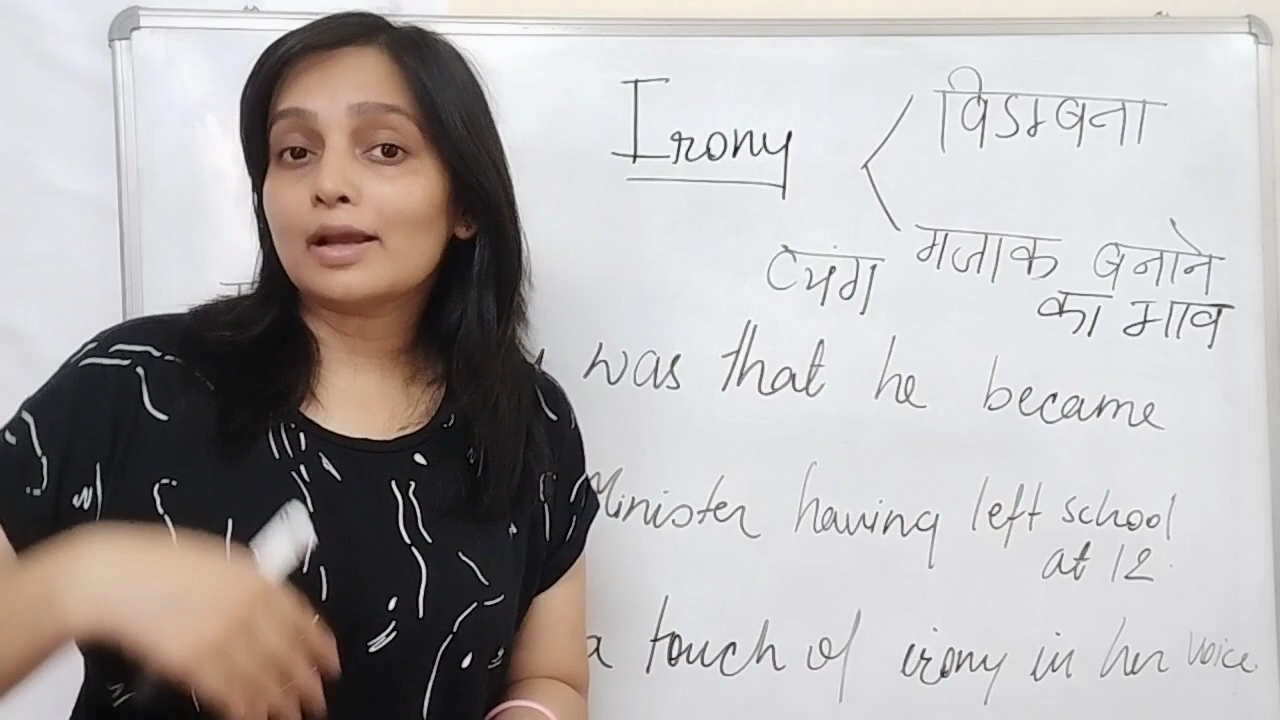 Irony
विडम्बना
व्यंग मजाक बनाने
का भाव
was that he became
Minister having left school
at 12.
a touch of irony in her voice